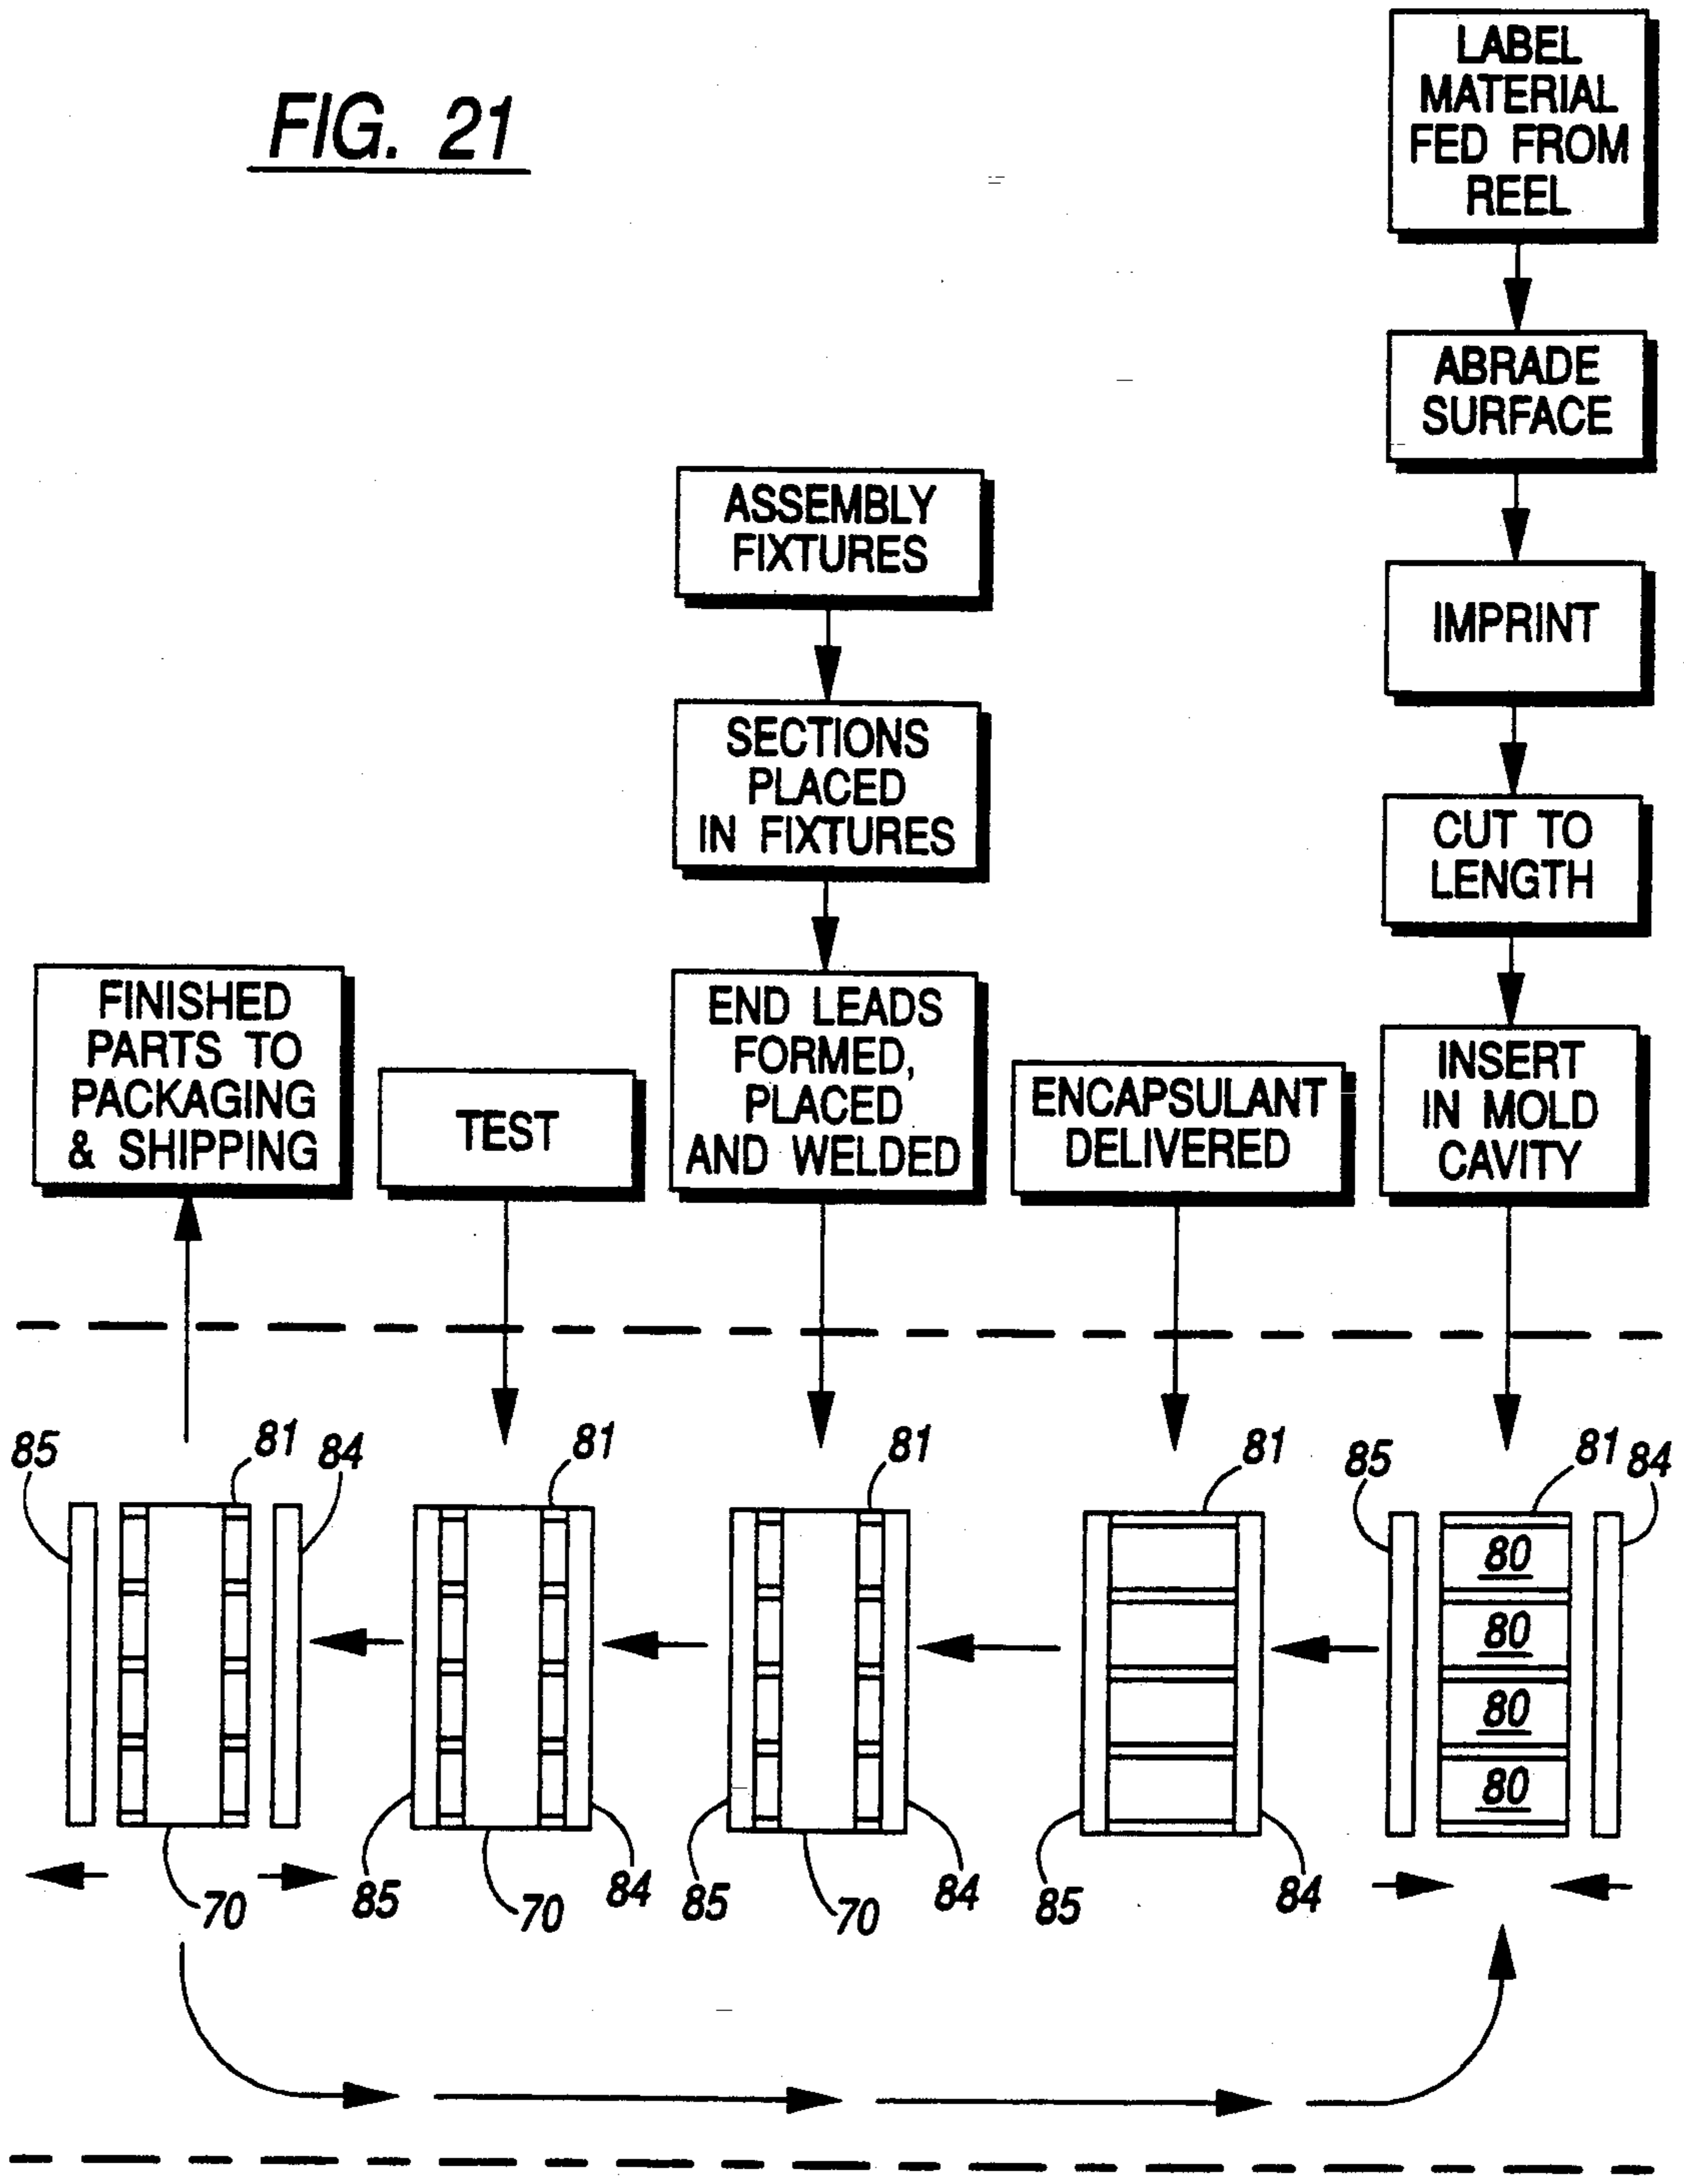 FIG. 21
LABEL
MATERIAL
FED FROM
REEL
ABRADE
SURFACE
IMPRINT
CUT TO
LENGTH
INSERT
IN MOLD
CAVITY
ASSEMBLY
FIXTURES
SECTIONS
PLACED
IN FIXTURES
END LEADS
FORMED,
PLACED
AND WELDED
FINISHED
PARTS TO
PACKAGING
& SHIPPING
TEST
ENCAPSULANT
DELIVERED
85
81
84
81
81
81
85
81
84
80
80
80
80
70
85
70
84
85
70
84
85
84